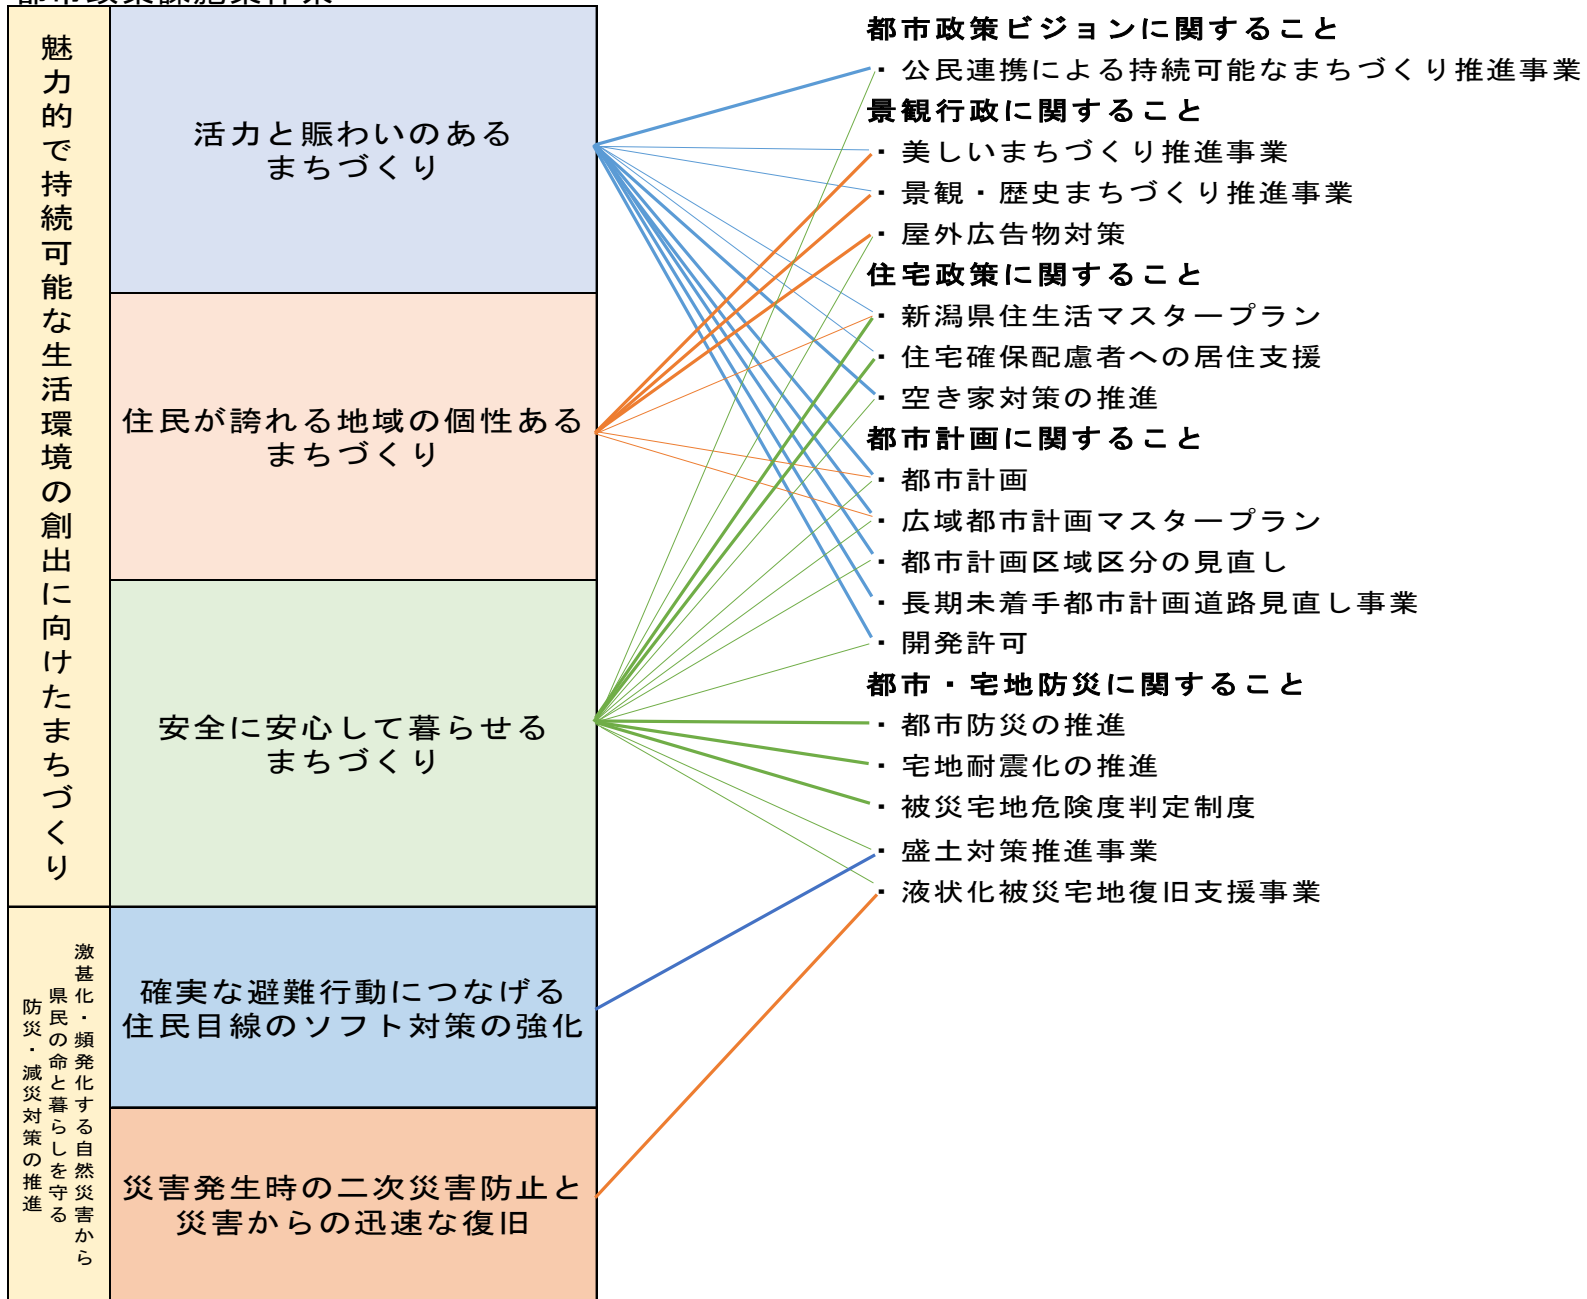 魅力的で持続可能な生活環境の創出に向けたまちづくり
活力と賑わいのある
まちづくり
住民が誇れる地域の個性ある
まちづくり
安全に安心して暮らせる
まちづくり
激甚化・頻発化する自然災害から
県民の命と暮らしを守る
防災・減災対策の推進
確実な避難行動につなげる
住民目線のソフト対策の強化
災害発生時の二次災害防止と
災害からの迅速な復旧
都市政策ビジョンに関すること
・公民連携による持続可能なまちづくり推進事業
景観行政に関すること
・美しいまちづくり推進事業
・景観・歴史まちづくり推進事業
・屋外広告物対策
住宅政策に関すること
・新潟県住生活マスタープラン
・住宅確保配慮者への居住支援
・空き家対策の推進
都市計画に関すること
・都市計画
・広域都市計画マスタープラン
・都市計画区域区分の見直し
・長期未着手都市計画道路見直し事業
・開発許可
都市・宅地防災に関すること
・都市防災の推進
・宅地耐震化の推進
・被災宅地危険度判定制度
・盛土対策推進事業
・液状化被災宅地復旧支援事業